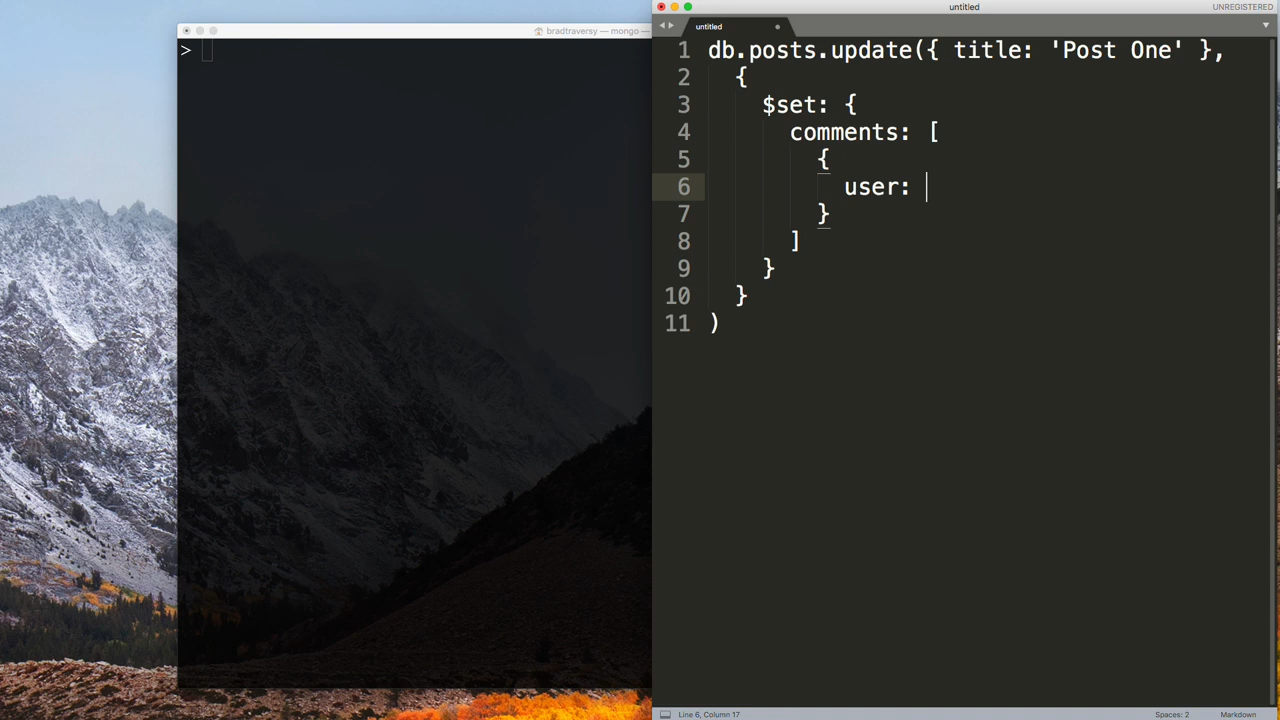 bradtraversy — mongo —
>
untitled
UNREGISTERED
untitled
1 db.posts.update({ title: 'Post One' },
2 {
3 $set: {
4 comments: [
5 {
6 user:
7 }
8 ]
9 }
10 }
11 )
Line 6, Column 17
Spaces: 2
Markdown